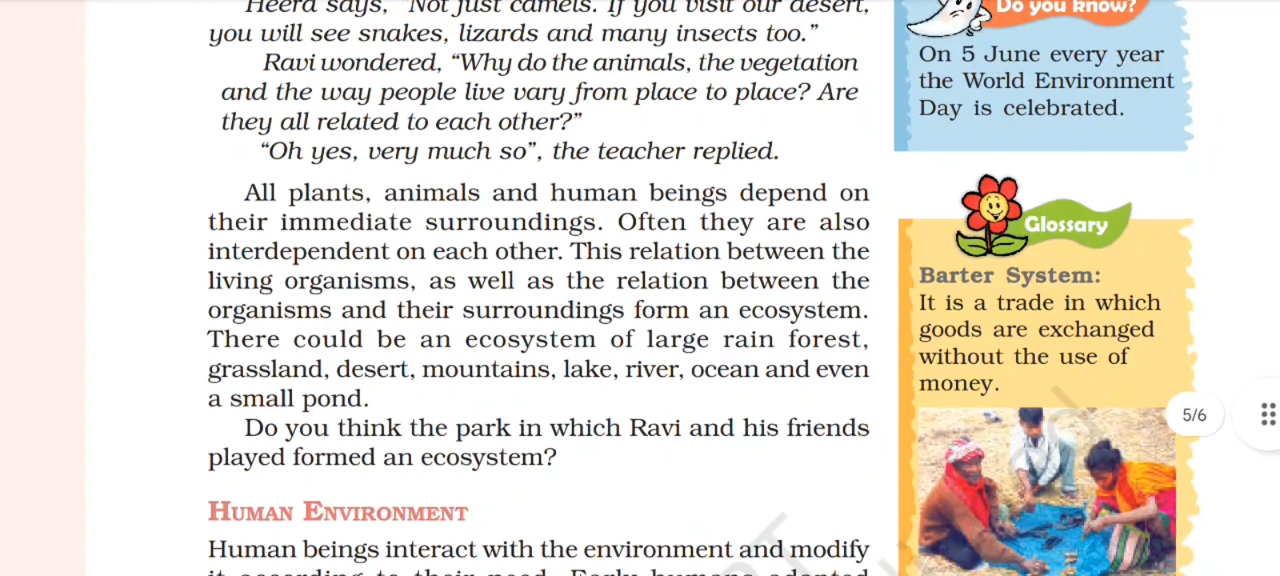 Heera says, "Not just camels. If you visit our desert,
you will see snakes, lizards and many insects too."
Ravi wondered, "Why do the animals, the vegetation
and the way people live vary from place to place? Are
they all related to each other?"
"Oh yes, very much so", the teacher replied.
All plants, animals and human beings depend on
their immediate surroundings. Often they are also
interdependent on each other. This relation between the
living organisms, as well as the relation between the
organisms and their surroundings form an ecosystem.
There could be an ecosystem of large rain forest,
grassland, desert, mountains, lake, river, ocean and even
a small pond.
Do you think the park in which Ravi and his friends
played formed an ecosystem?
HUMAN ENVIRONMENT
Human beings interact with the environment and modify
it according to their need. Early humans adapted
Do you know?
On 5 June every year
the World Environment
Day is celebrated.
Glossary
Barter System:
It is a trade in which
goods are exchanged
without the use of
money.
5/6